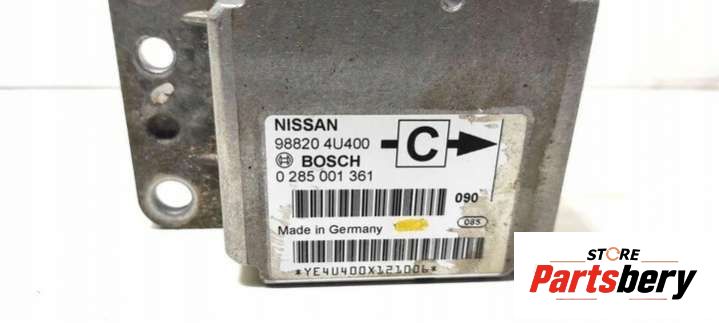 NISSAN
98820 4U400
C
BOSCH
0 285 001 361
090
Made in Germany
085
*YE4U400X121006*
STORE
Partsbery